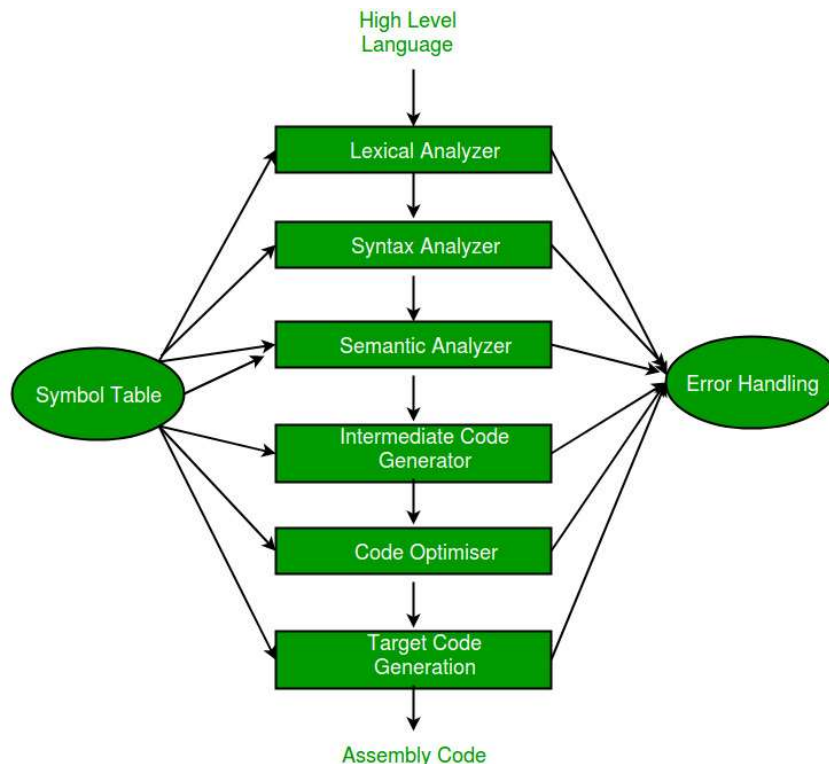 High Level
Language
Lexical Analyzer
Syntax Analyzer
Semantic Analyzer
Symbol Table
Error Handling
Intermediate Code
Generator
Code Optimiser
Target Code
Generation
Assembly Code